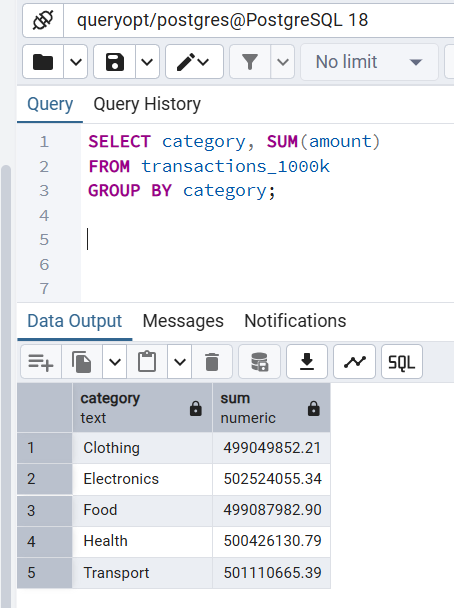 queryopt/postgres@PostgreSQL 18
No limit
Query Query History
1 SELECT category, SUM(amount)
2 FROM transactions_1000k
3 GROUP BY category;
4
5
6
7
Data Output Messages Notifications
SQL
category sum
text numeric
1 Clothing 499049852.21
2 Electronics 502524055.34
3 Food 499087982.90
4 Health 500426130.79
5 Transport 501110665.39